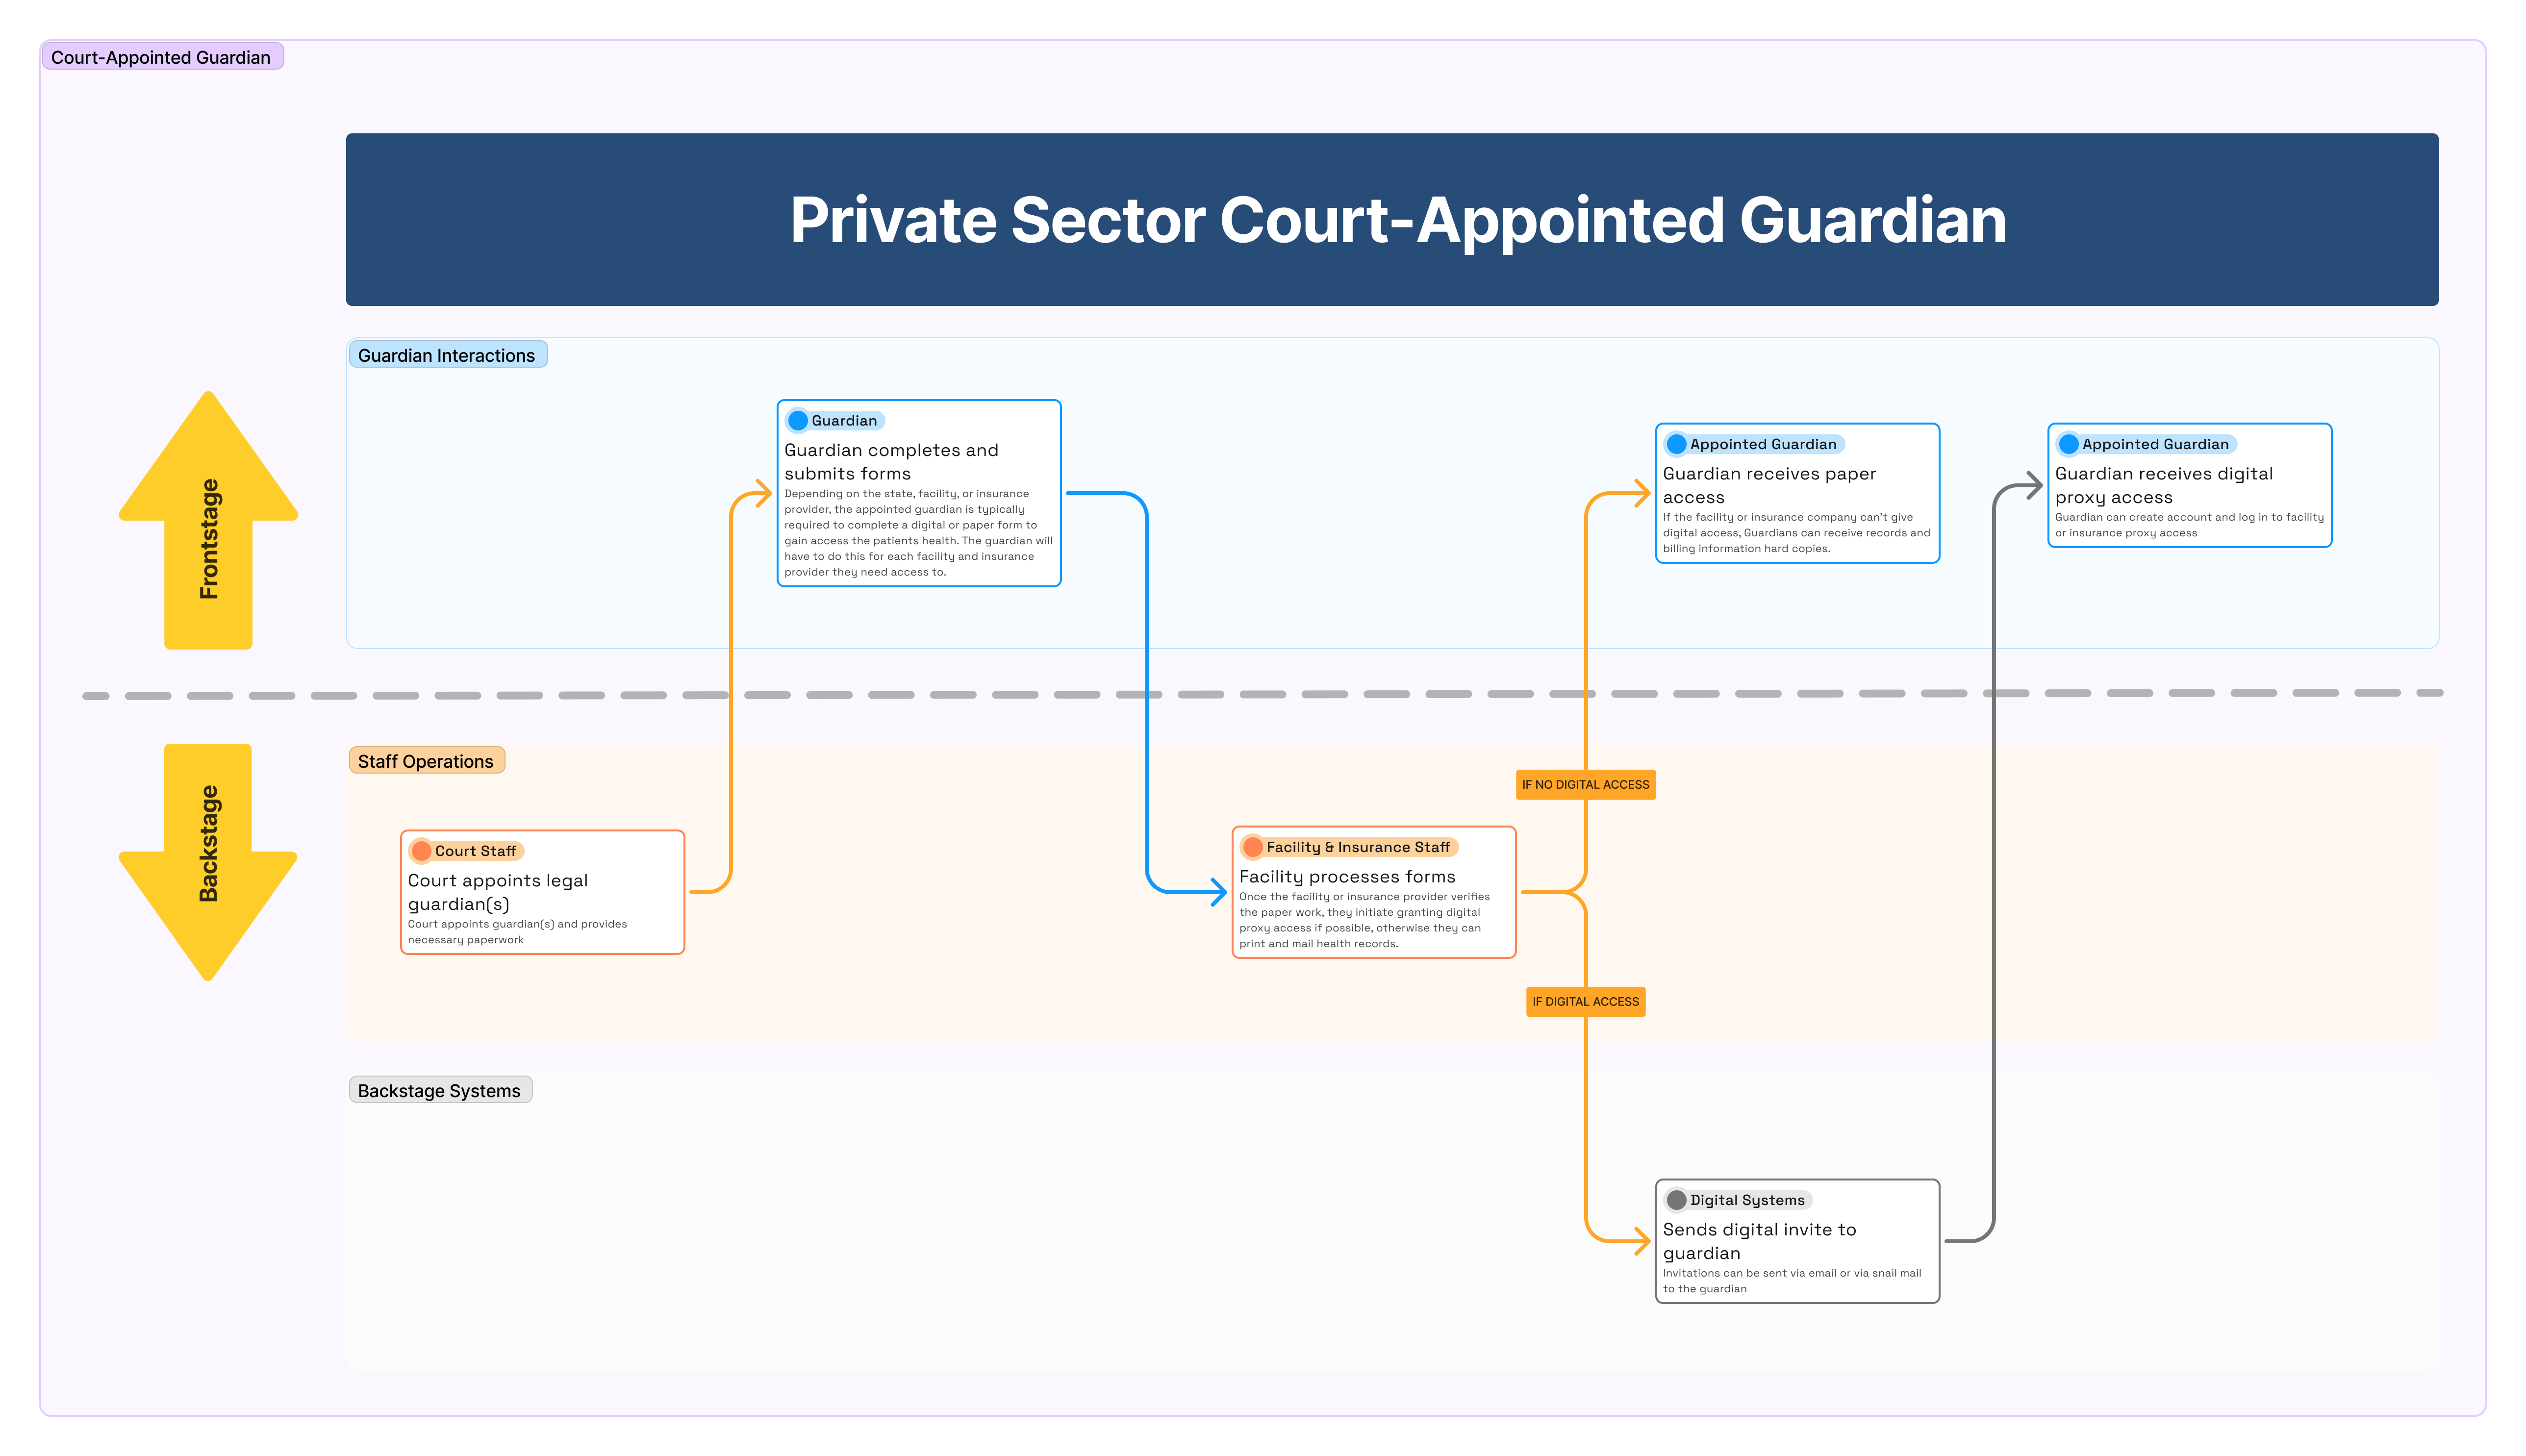 Court-Appointed Guardian
Private Sector Court-Appointed Guardian
Guardian Interactions
Frontstage
Guardian
Guardian completes and
submits forms
Depending on the state, facility, or insurance
provider, the appointed guardian is typically
required to complete a digital or paper form to
gain access the patients health. The guardian will
have to do this for each facility and insurance
provider they need access to.
Appointed Guardian
Guardian receives paper
access
If the facility or insurance company can't give
digital access, Guardians can receive records and
billing information hard copies.
Appointed Guardian
Guardian receives digital
proxy access
Guardian can create account and log in to facility
or insurance proxy access
Backstage
Staff Operations
Court Staff
Court appoints legal
guardian(s)
Court appoints guardian(s) and provides
necessary paperwork
Facility & Insurance Staff
Facility processes forms
Once the facility or insurance provider verifies
the paper work, they initiate granting digital
proxy access if possible, otherwise they can
print and mail health records.
IF NO DIGITAL ACCESS
IF DIGITAL ACCESS
Backstage Systems
Digital Systems
Sends digital invite to
guardian
Invitations can be sent via email or via snail mail
to the guardian